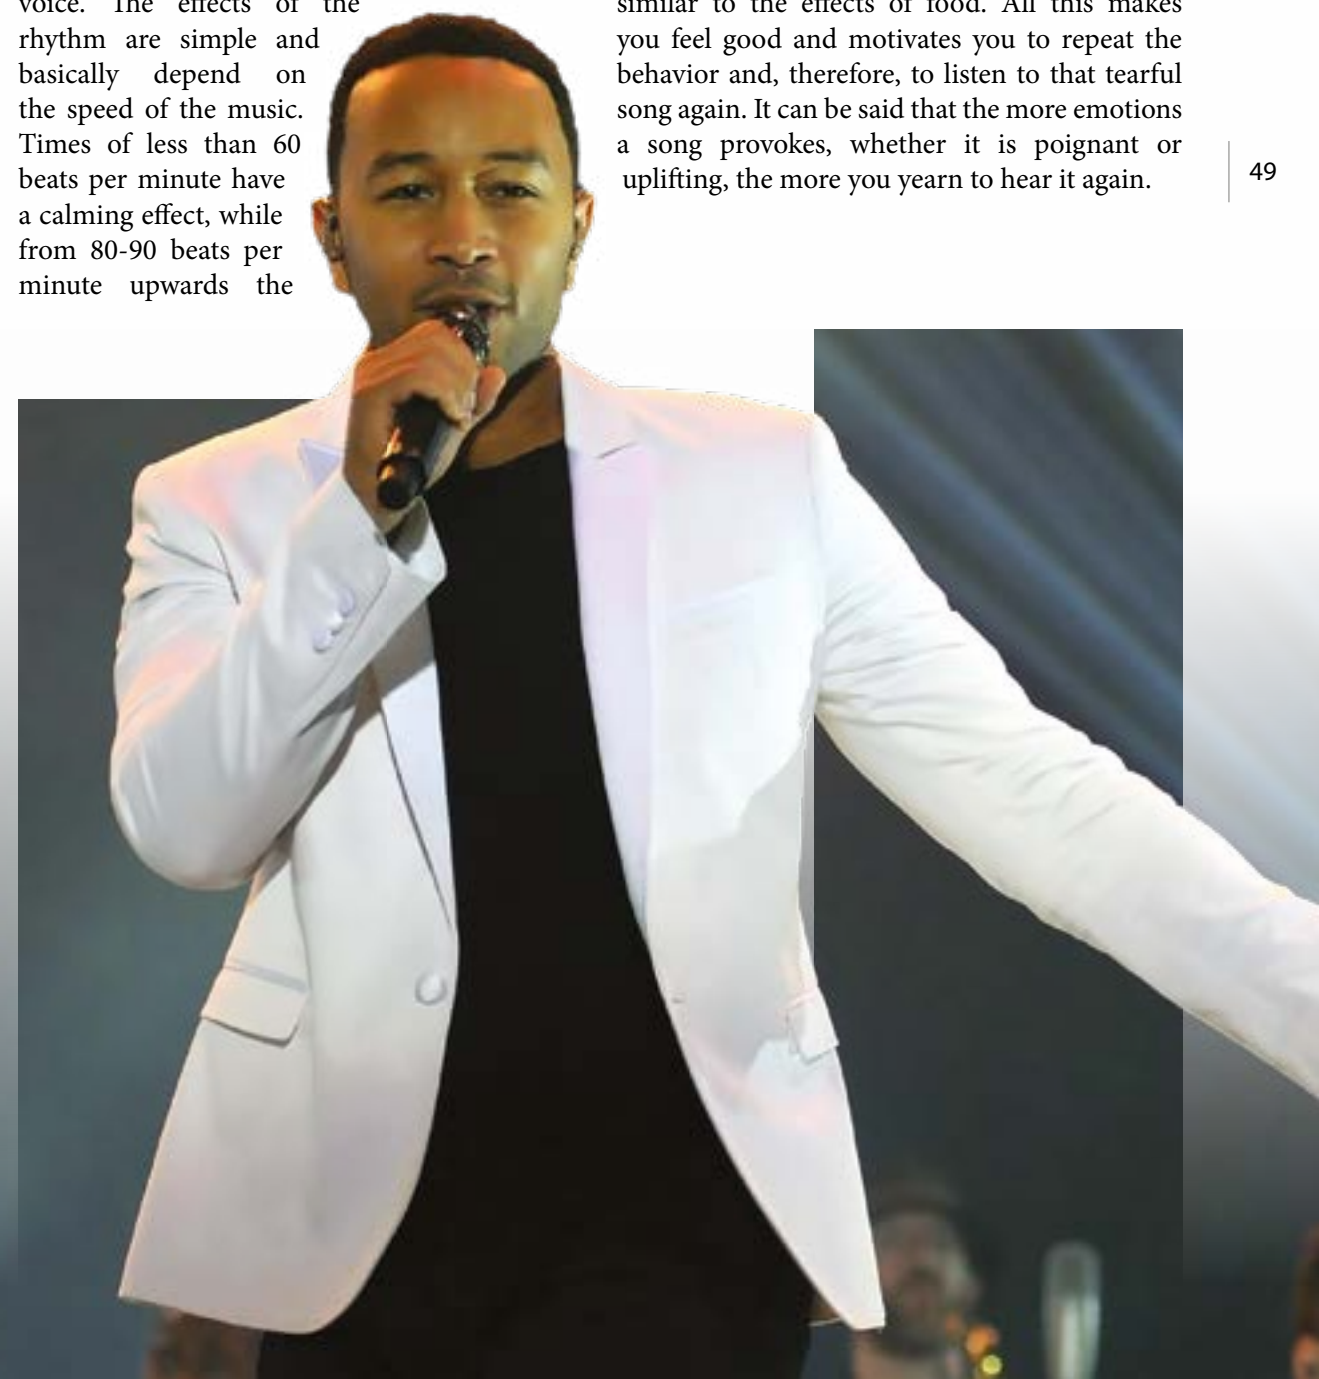 voice. The effects of the
rhythm are simple and
basically depend on
the speed of the music.
Times of less than 60
beats per minute have
a calming effect, while
from 80-90 beats per
minute upwards the
similar to the effects of food. All this makes
you feel good and motivates you to repeat the
behavior and, therefore, to listen to that tearful
song again. It can be said that the more emotions
a song provokes, whether it is poignant or
uplifting, the more you yearn to hear it again.
49